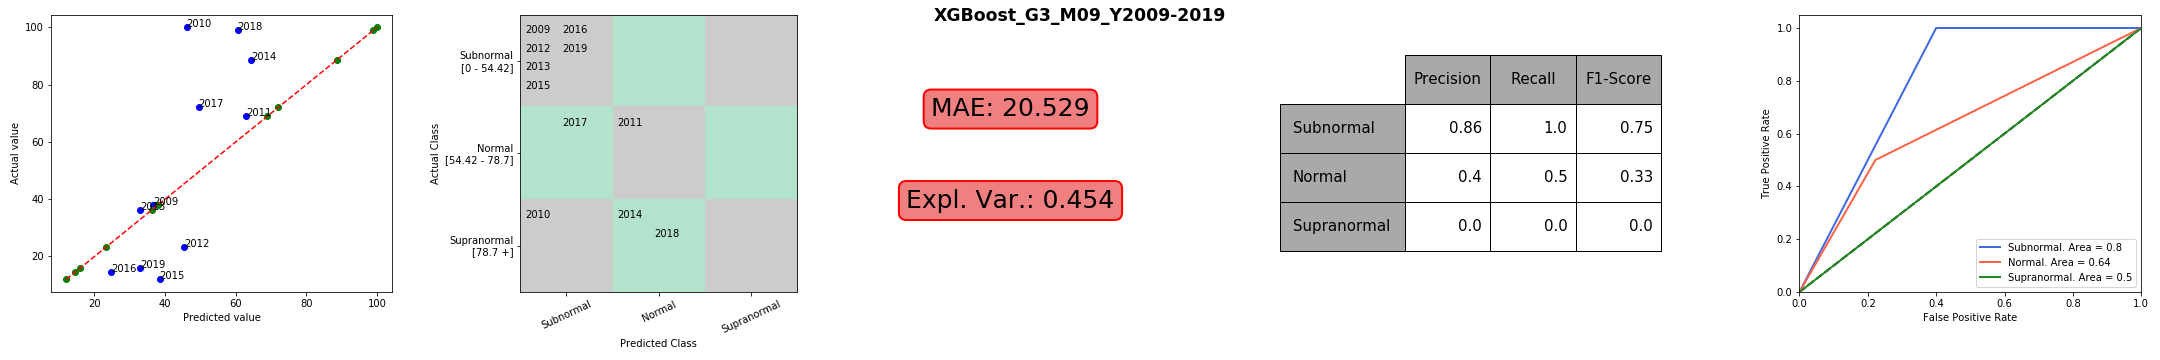 XGBoost_G3_M09_Y2009-2019
Actual value
100
80
60
40
20
2010
2018
2014
2017
2011
2009
2012
2019
2016
2015
20
40
60
80
100
Predicted value
Actual Class
Subnormal
[0 - 54.42]
Normal
[54.42 - 78.7]
Supranormal
[78.7 +]
2009 2016
2012 2019
2013
2015
2017 2011
2010 2014
2018
Subnormal
Normal
Supranormal
Predicted Class
MAE: 20.529
Expl. Var.: 0.454
Precision Recall F1-Score
Subnormal 0.86 1.0 0.75
Normal 0.4 0.5 0.33
Supranormal 0.0 0.0 0.0
True Positive Rate
1.0
0.8
0.6
0.4
0.2
0.0
Subnormal. Area = 0.8
Normal. Area = 0.64
Supranormal. Area = 0.5
0.0
0.2
0.4
0.6
0.8
1.0
False Positive Rate